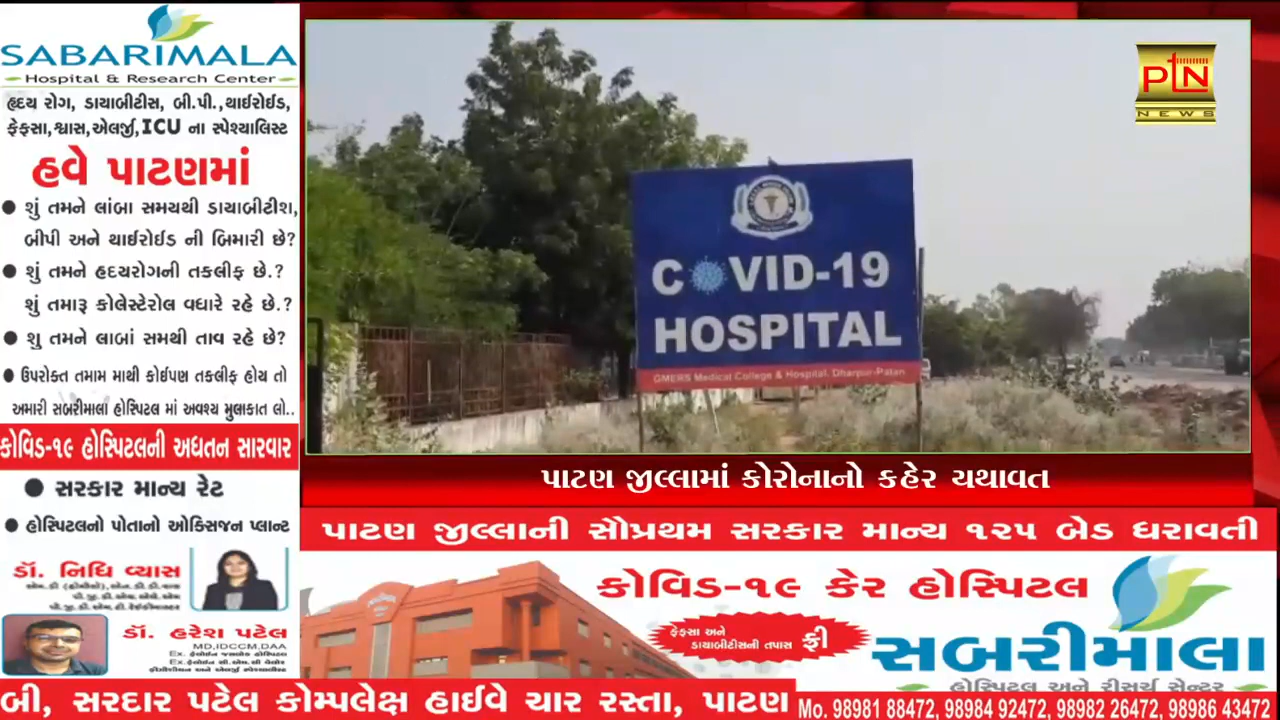 SABARIMALA
Hospital & Research Center
હૃદય રોગ, ડાયાબીટીસ, બી.પી.,થાઈરોઈડ,
ફેફસા,શ્વાસ,એલર્જી,ICU ના સ્પેશ્યાલિસ્ટ
હવે પાટણમાં
● શું તમને લાંબા સમયથી ડાયાબીટીશ,
બીપી અને થાઈરોઈડ ની બિમારી છે?
● શું તમને હૃદયરોગની તકલીફ છે.?
શું તમારૂ કોલેસ્ટેરોલ વધારે રહે છે.?
● શુ તમને લાબાં સમથી તાવ રહે છે?
● ઉપરોક્ત તમામ માથી કોઈપણ તકલીફ હોય તો
અમારી સબરીમાલા હોસ્પિટલ માં અવશ્ય મુલાકાત લો..
કોવિડ-૧૯ હોસ્પિટલની અધતન સારવાર
● સરકાર માન્ય રેટ
● હોસ્પિટલનો પોતાનો ઓક્સિજન પ્લાન્ટ
ડૉ. નિધિ વ્યાસ
ડૉ. હરેશ પટેલ
MD,IDCCM,DAA
PTN
NEWS
COVID-19
HOSPITAL
GMERS Medical College & Hospital, Dharpur-Patan
પાટણ જીલ્લામાં કોરોનાનો કહેર યથાવત
પાટણ જીલ્લાની સૌપ્રથમ સરકાર માન્ય ૧૨૫ બેડ ધરાવતી
કોવિડ-૧૯ કેર હોસ્પિટલ
ફેફસા અને
ડાયાબીટીસની તપાસ ફ્રી
સબરીમાલા
હોસ્પિટલ અને રીસર્ચ સેન્ટર
બી, સરદાર પટેલ કોમ્પલેક્ષ હાઈવે ચાર રસ્તા, પાટણ
Mo. 98981 88472, 98984 92472, 98982 26472, 98986 43472